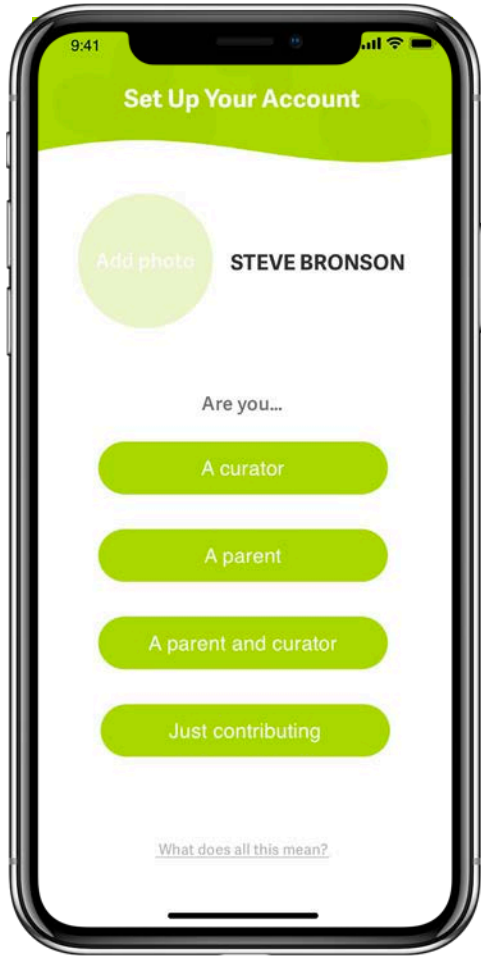 9:41
Set Up Your Account
Add photo
STEVE BRONSON
Are you...
A curator
A parent
A parent and curator
Just contributing
What does all this mean?